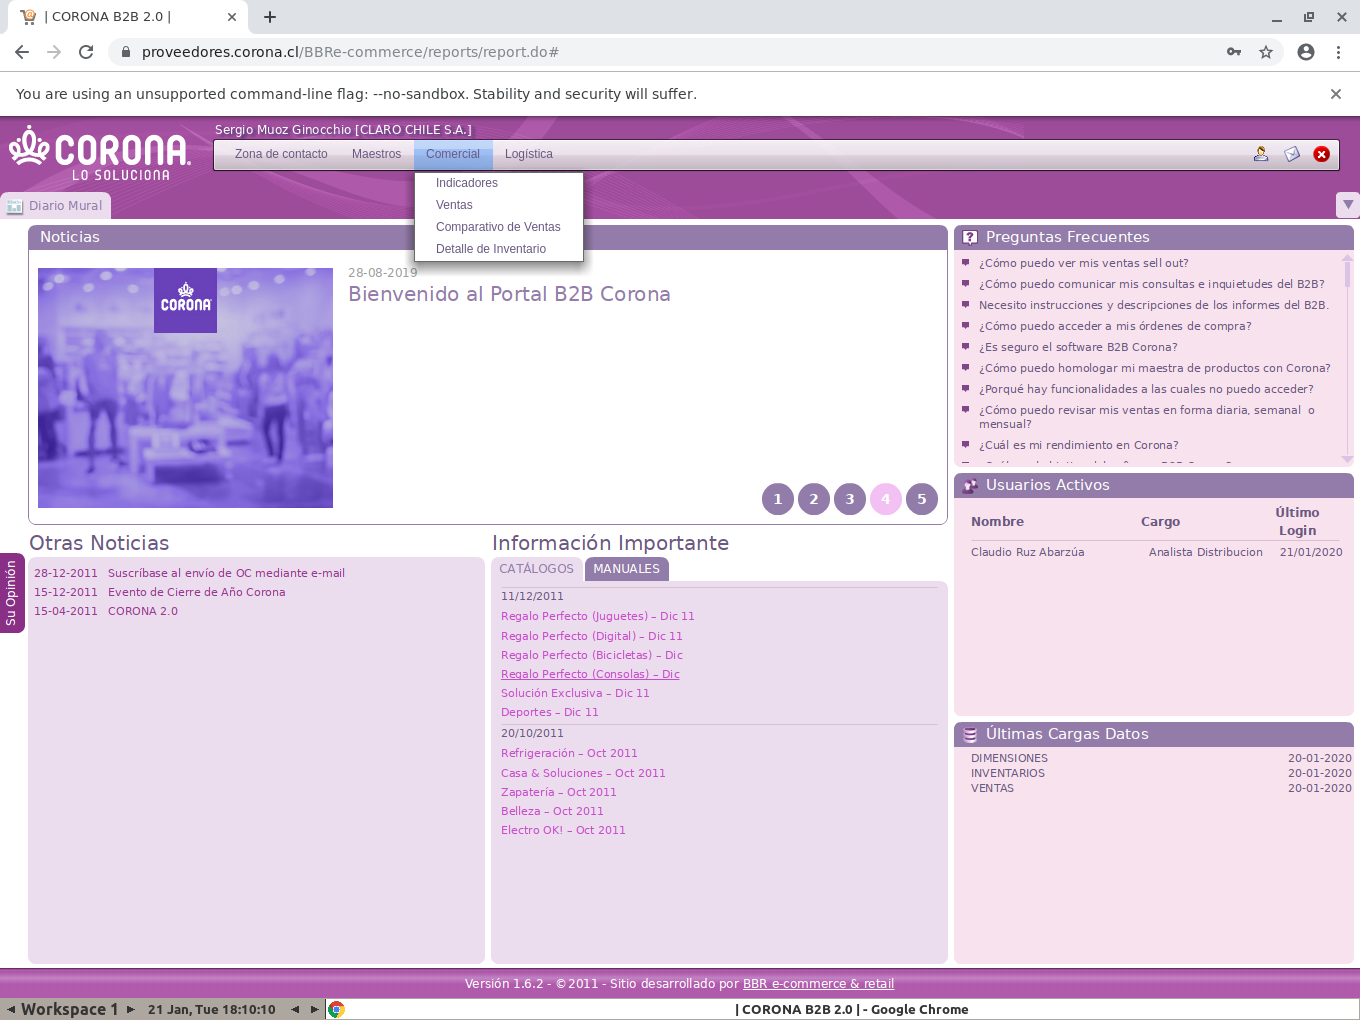 | CORONA B2B 2.0 |
proveedores.corona.cl/BBRe-commerce/reports/report.do#
You are using an unsupported command-line flag: --no-sandbox. Stability and security will suffer.
CORONA.
LO SOLUCIONA
Sergio Muoz Ginocchio [CLARO CHILE S.A.]
Zona de contacto Maestros Comercial Logística
Indicadores
Ventas
Comparativo de Ventas
Detalle de Inventario
Diario Mural
Noticias
CORONA
28-08-2019
Bienvenido al Portal B2B Corona
1 2 3 4 5
Preguntas Frecuentes
¿Cómo puedo ver mis ventas sell out?
¿Cómo puedo comunicar mis consultas e inquietudes del B2B?
Necesito instrucciones y descripciones de los informes del B2B.
¿Cómo puedo acceder a mis órdenes de compra?
¿Es seguro el software B2B Corona?
¿Cómo puedo homologar mi maestra de productos con Corona?
¿Porqué hay funcionalidades a las cuales no puedo acceder?
¿Cómo puedo revisar mis ventas en forma diaria, semanal o
mensual?
¿Cuál es mi rendimiento en Corona?
Usuarios Activos
Nombre Cargo Último
Login
Claudio Ruz Abarzúa Analista Distribucion 21/01/2020
Últimas Cargas Datos
DIMENSIONES 20-01-2020
INVENTARIOS 20-01-2020
VENTAS 20-01-2020
Su Opinión
Otras Noticias
28-12-2011 Suscríbase al envío de OC mediante e-mail
15-12-2011 Evento de Cierre de Año Corona
15-04-2011 CORONA 2.0
Información Importante
CATÁLOGOS MANUALES
11/12/2011
Regalo Perfecto (Juguetes) – Dic 11
Regalo Perfecto (Digital) – Dic 11
Regalo Perfecto (Bicicletas) – Dic
Regalo Perfecto (Consolas) – Dic
Solución Exclusiva – Dic 11
Deportes – Dic 11
20/10/2011
Refrigeración – Oct 2011
Casa & Soluciones – Oct 2011
Zapatería – Oct 2011
Belleza – Oct 2011
Electro OK! – Oct 2011
Versión 1.6.2 - ©2011 - Sitio desarrollado por BBR e-commerce & retail
Workspace 1 21 Jan, Tue 18:10:10 | CORONA B2B 2.0 | - Google Chrome